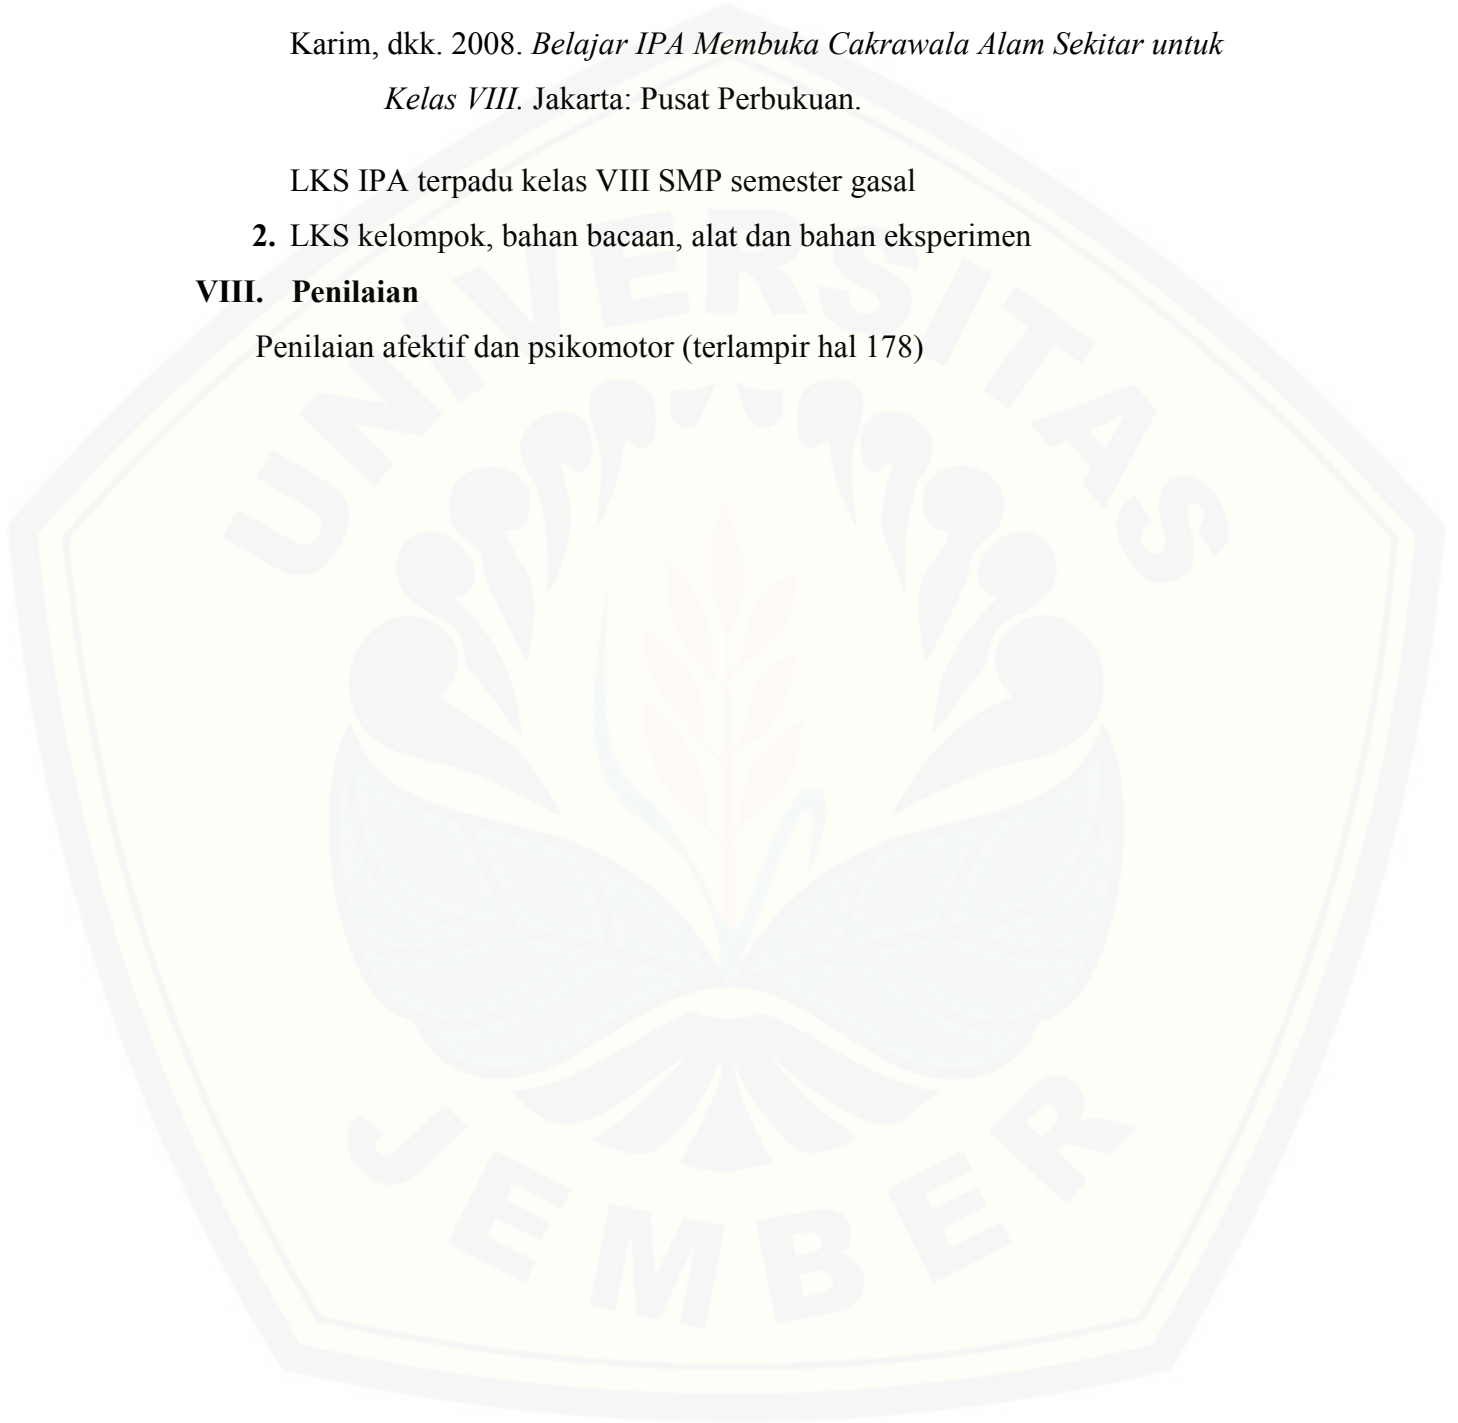 Karim, dkk. 2008. Belajar IPA Membuka Cakrawala Alam Sekitar untuk
Kelas VIII. Jakarta: Pusat Perbukuan.
LKS IPA terpadu kelas VIII SMP semester gasal
2. LKS kelompok, bahan bacaan, alat dan bahan eksperimen
VIII. Penilaian
Penilaian afektif dan psikomotor (terlampir hal 178)
UNIVERSITAS
JEMBER